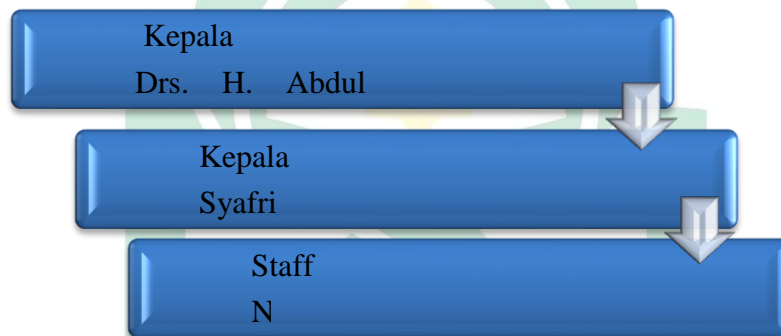 Kepala
Drs. H. Abdul
Kepala
Syafri
Staff
N